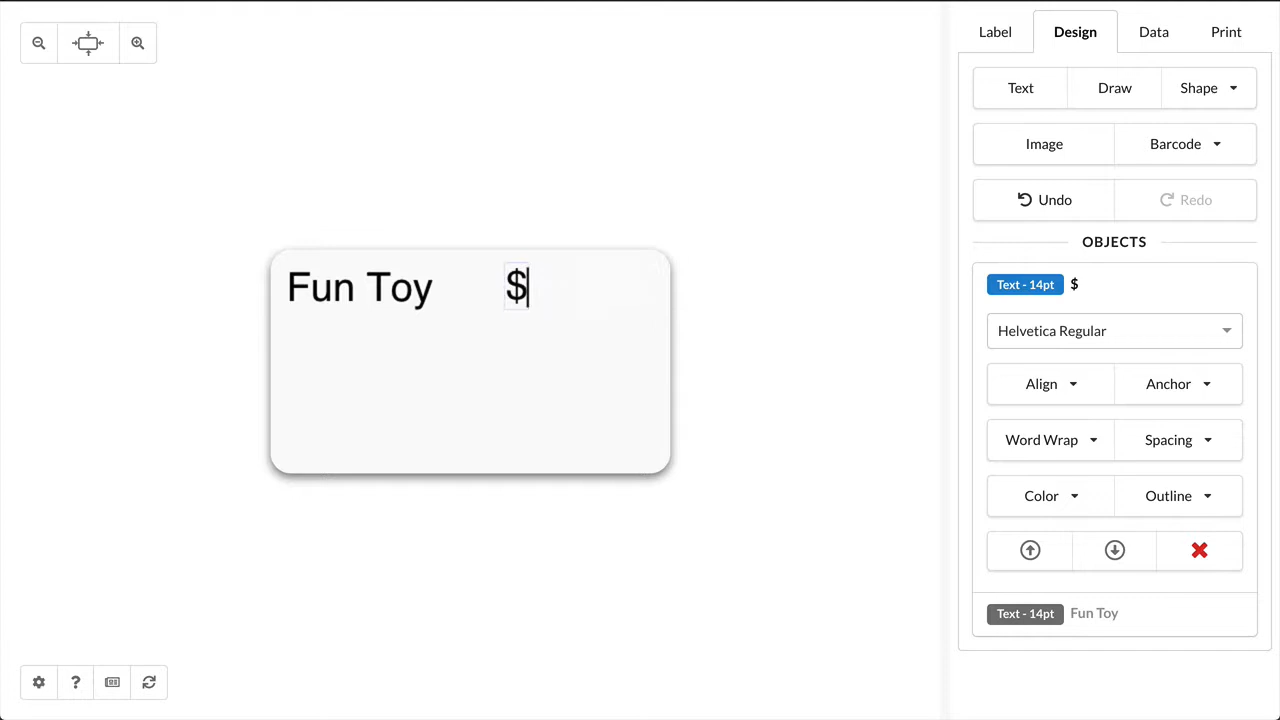 Label Design Data Print
Text Draw Shape
Image Barcode
Undo Redo
OBJECTS
Fun Toy $
Text - 14pt $
Helvetica Regular
Align Anchor
Word Wrap Spacing
Color Outline
Text - 14pt Fun Toy
?